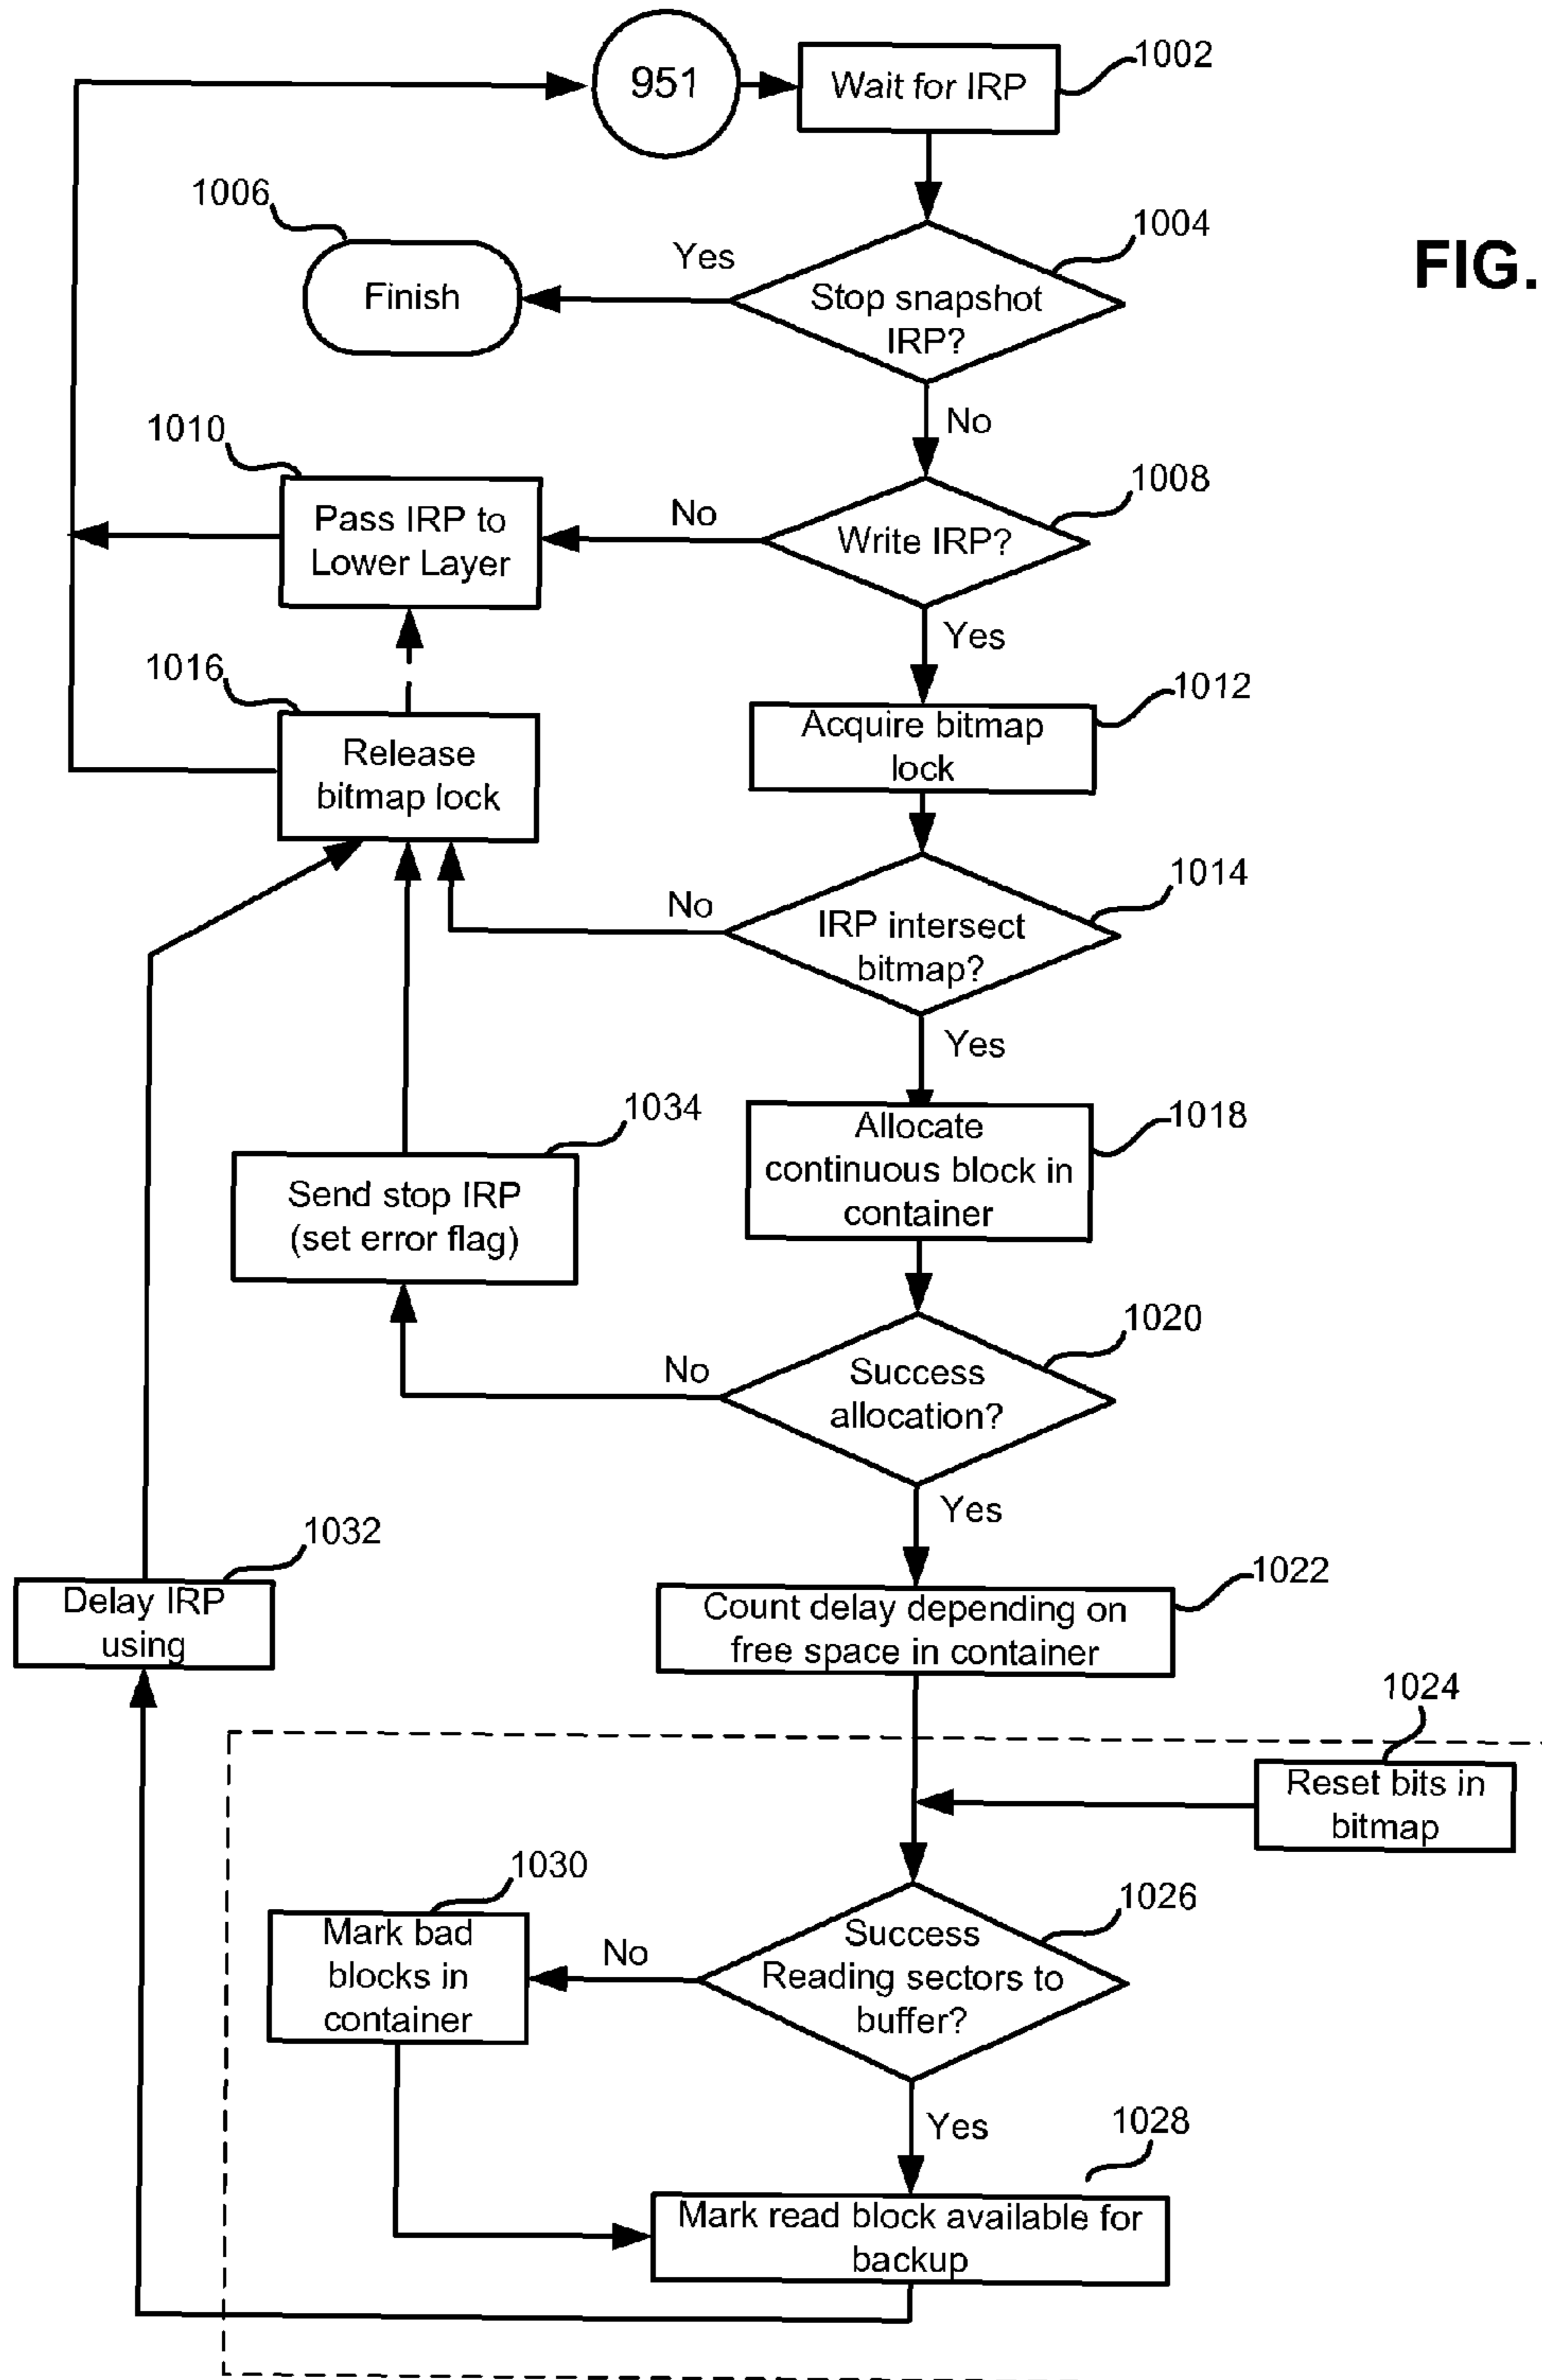 951
Wait for IRP
1002
1006
Finish
Yes
Stop snapshot
IRP?
1004
FIG.
No
1010
Pass IRP to
Lower Layer
No
Write IRP?
1008
Yes
1016
Release
bitmap lock
Acquire bitmap
lock
1012
No
IRP intersect
bitmap?
1014
Yes
1034
Send stop IRP
(set error flag)
Allocate
continuous block in
container
1018
No
Success
allocation?
1020
Yes
1032
Delay IRP
using
Count delay depending on
free space in container
1022
1024
Reset bits in
bitmap
1030
Mark bad
blocks in
container
No
Success
Reading sectors to
buffer?
1026
Yes
1028
Mark read block available for
backup